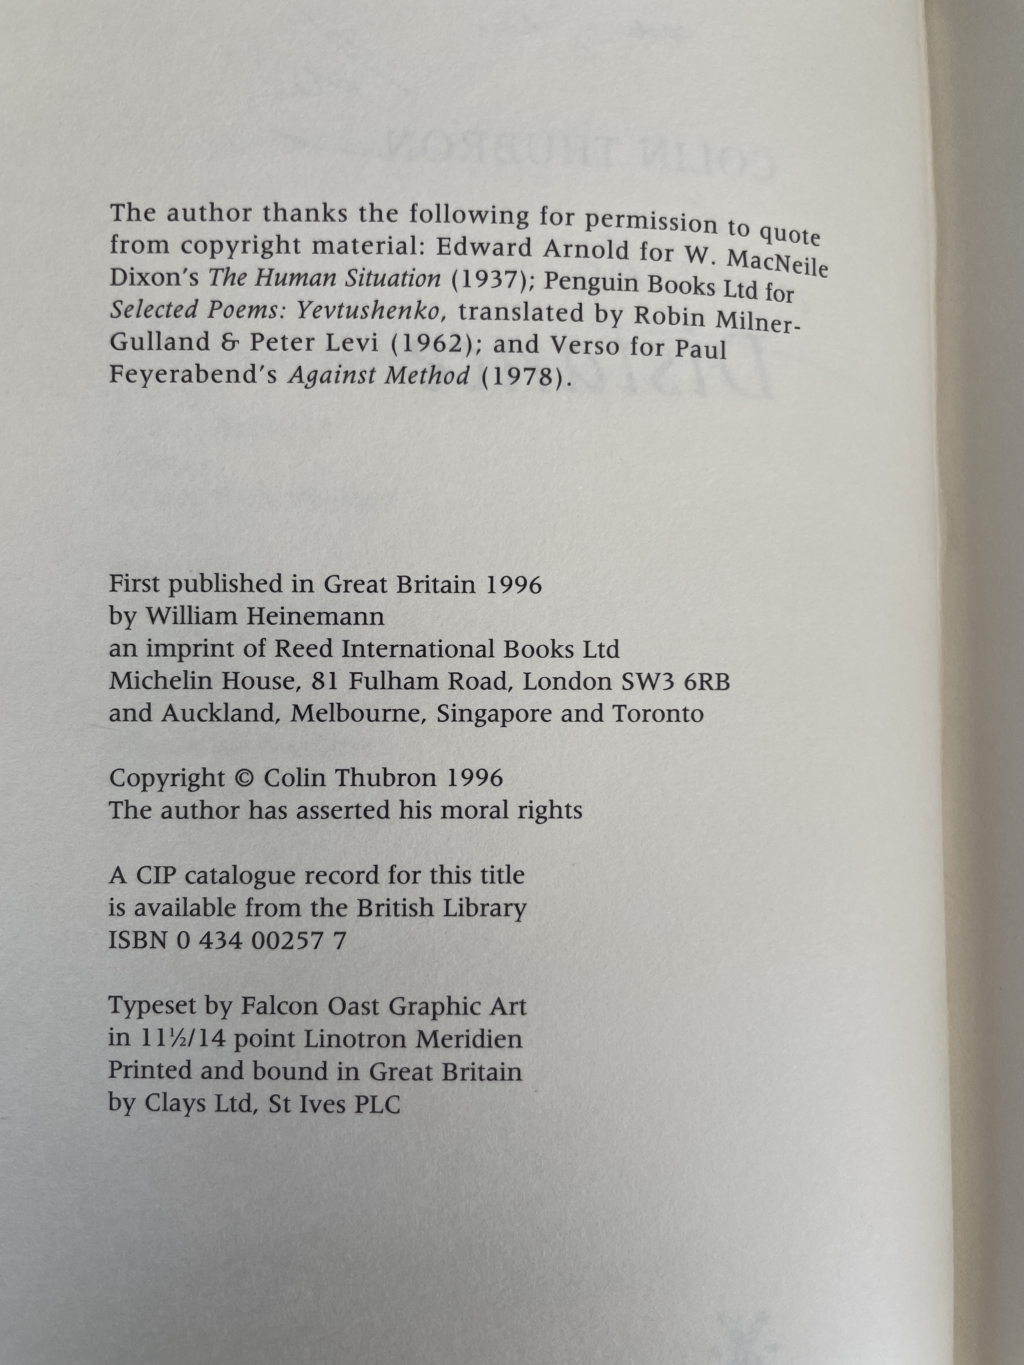 The author thanks the following for permission to quote
from copyright material: Edward Arnold for W. MacNeile
Dixon's The Human Situation (1937); Penguin Books Ltd for
Selected Poems: Yevtushenko, translated by Robin Milner-
Gulland & Peter Levi (1962); and Verso for Paul
Feyerabend's Against Method (1978).
First published in Great Britain 1996
by William Heinemann
an imprint of Reed International Books Ltd
Michelin House, 81 Fulham Road, London SW3 6RB
and Auckland, Melbourne, Singapore and Toronto
Copyright © Colin Thubron 1996
The author has asserted his moral rights
A CIP catalogue record for this title
is available from the British Library
ISBN 0 434 00257 7
Typeset by Falcon Oast Graphic Art
in 11½/14 point Linotron Meridien
Printed and bound in Great Britain
by Clays Ltd, St Ives PLC